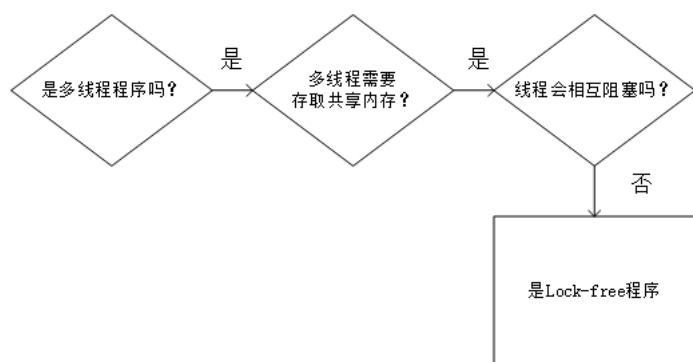 是多线程程序吗？
是
多线程需要
存取共享内存？
是
线程会相互阻塞吗？
否
是Lock-free程序